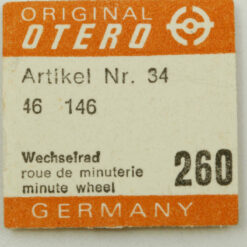 ORIGINAL
OTERO
Artikel Nr. 34
46 146
Wechselrad
roue de minuterie
minute wheel
260
GERMANY